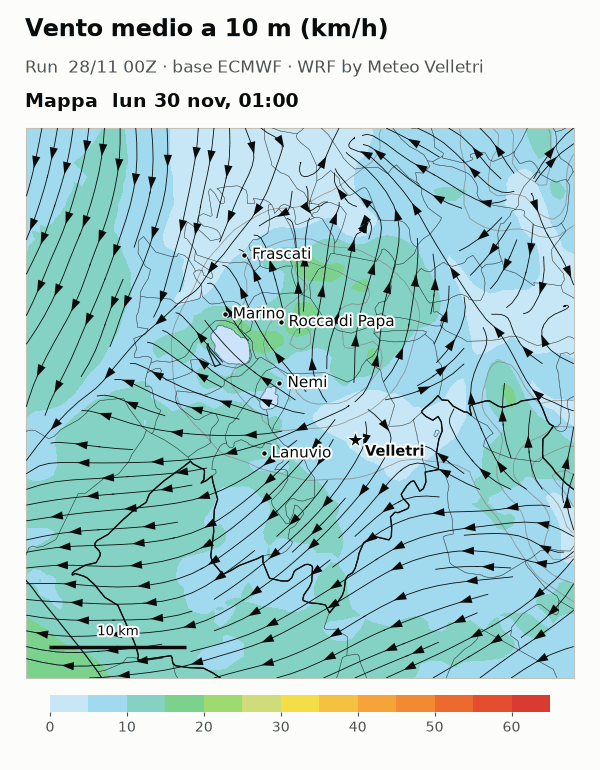 Vento medio a 10 m (km/h)
Run  28/11 00Z · base ECMWF · WRF by Meteo Velletri
Mappa  lun 30 nov, 01:00
Frascati
Marino
Rocca di Papa
Nemi
Velletri
Lanuvio
10 km
0 10 20 30 40 50 60